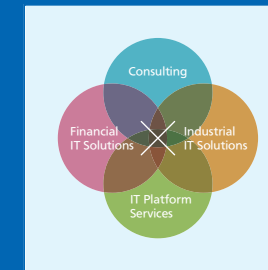 Consulting
Financial
IT Solutions
Industrial
IT Solutions
IT Platform
Services